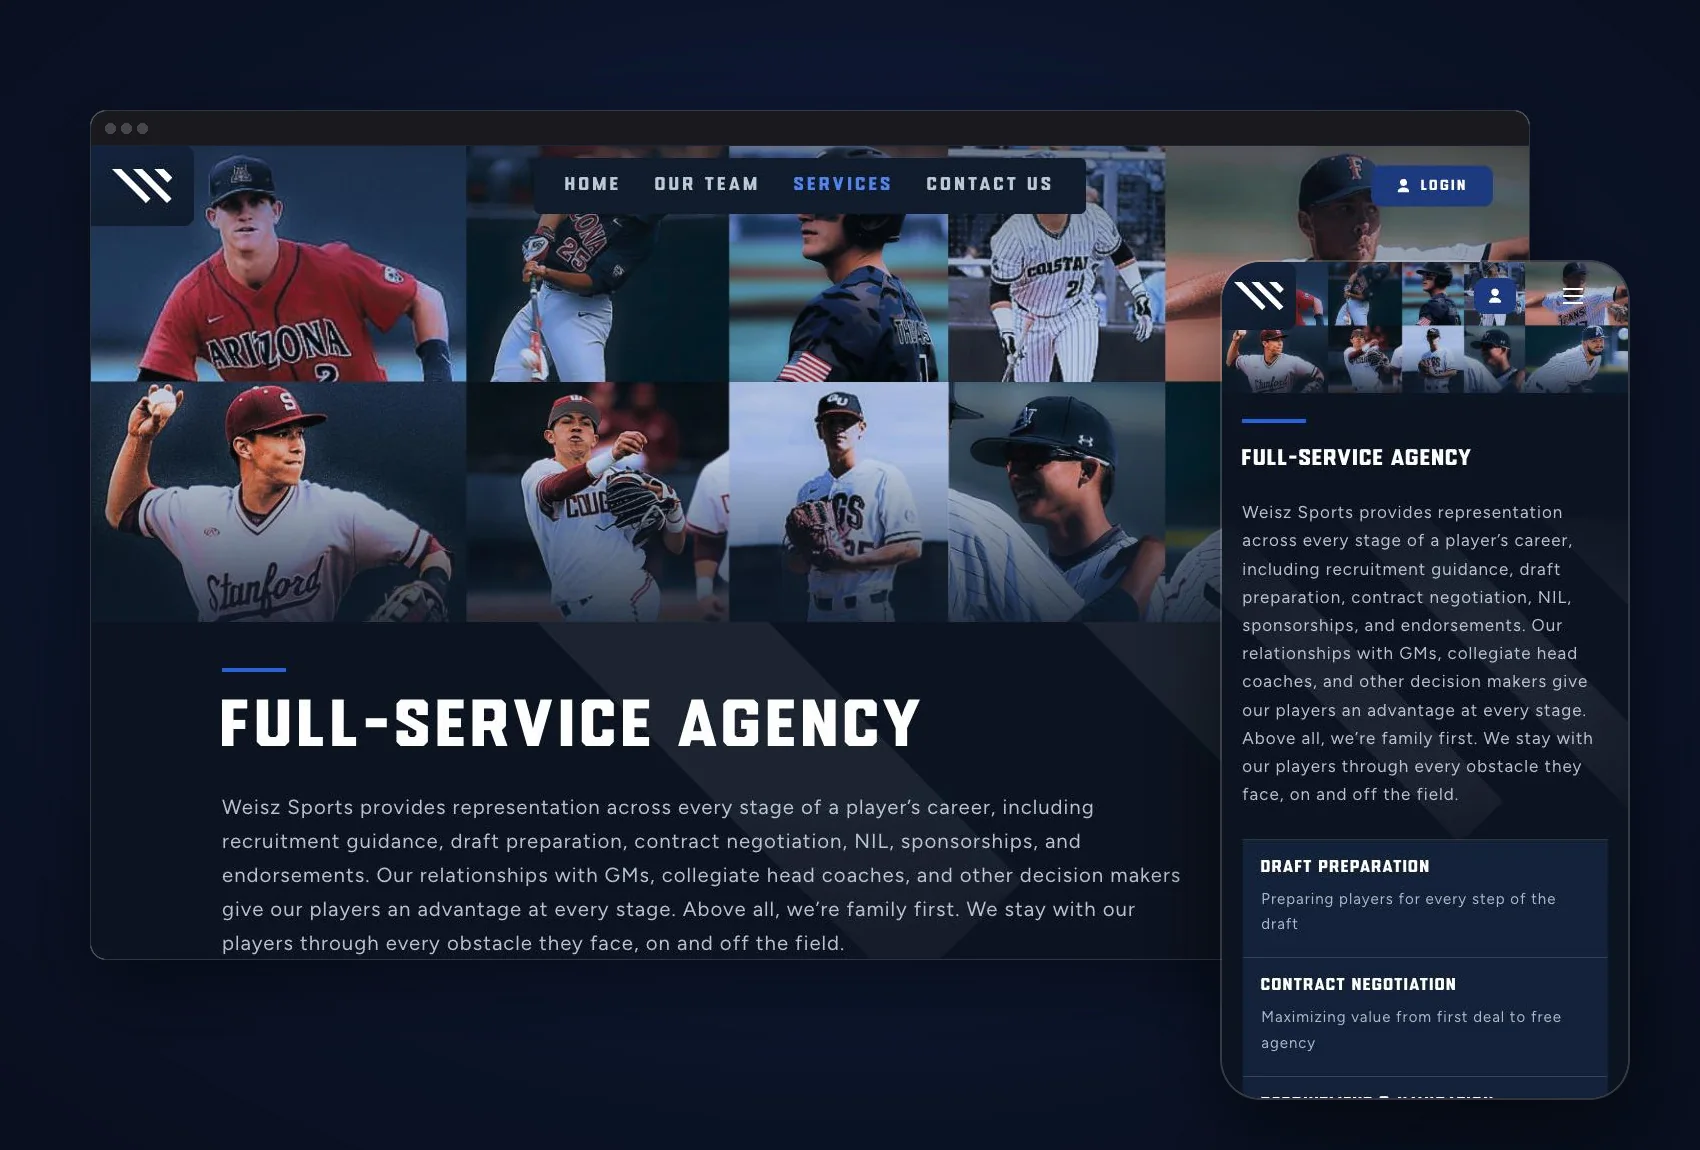 HOME OUR TEAM SERVICES CONTACT US
LOGIN
ARIZONA
2
25
COASTAL
2
S
Stanford
GU
FULL-SERVICE AGENCY
Weisz Sports provides representation across every stage of a player’s career, including
recruitment guidance, draft preparation, contract negotiation, NIL, sponsorships, and
endorsements. Our relationships with GMs, collegiate head coaches, and other decision makers
give our players an advantage at every stage. Above all, we’re family first. We stay with our
players through every obstacle they face, on and off the field.
Stanford
FULL-SERVICE AGENCY
Weisz Sports provides representation
across every stage of a player’s career,
including recruitment guidance, draft
preparation, contract negotiation, NIL,
sponsorships, and endorsements. Our
relationships with GMs, collegiate head
coaches, and other decision makers give
our players an advantage at every stage.
Above all, we’re family first. We stay with
our players through every obstacle they
face, on and off the field.
DRAFT PREPARATION
Preparing players for every step of the
draft
CONTRACT NEGOTIATION
Maximizing value from first deal to free
agency